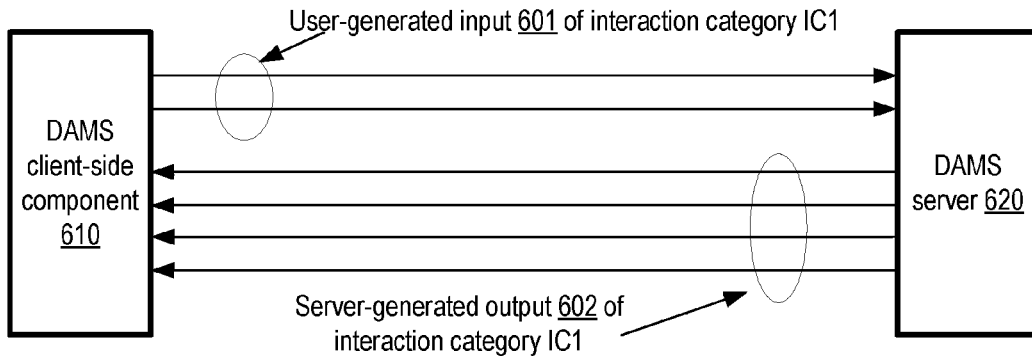 User-generated input 601 of interaction category IC1
DAMS
client-side
component
610
DAMS
server 620
Server-generated output 602 of
interaction category IC1